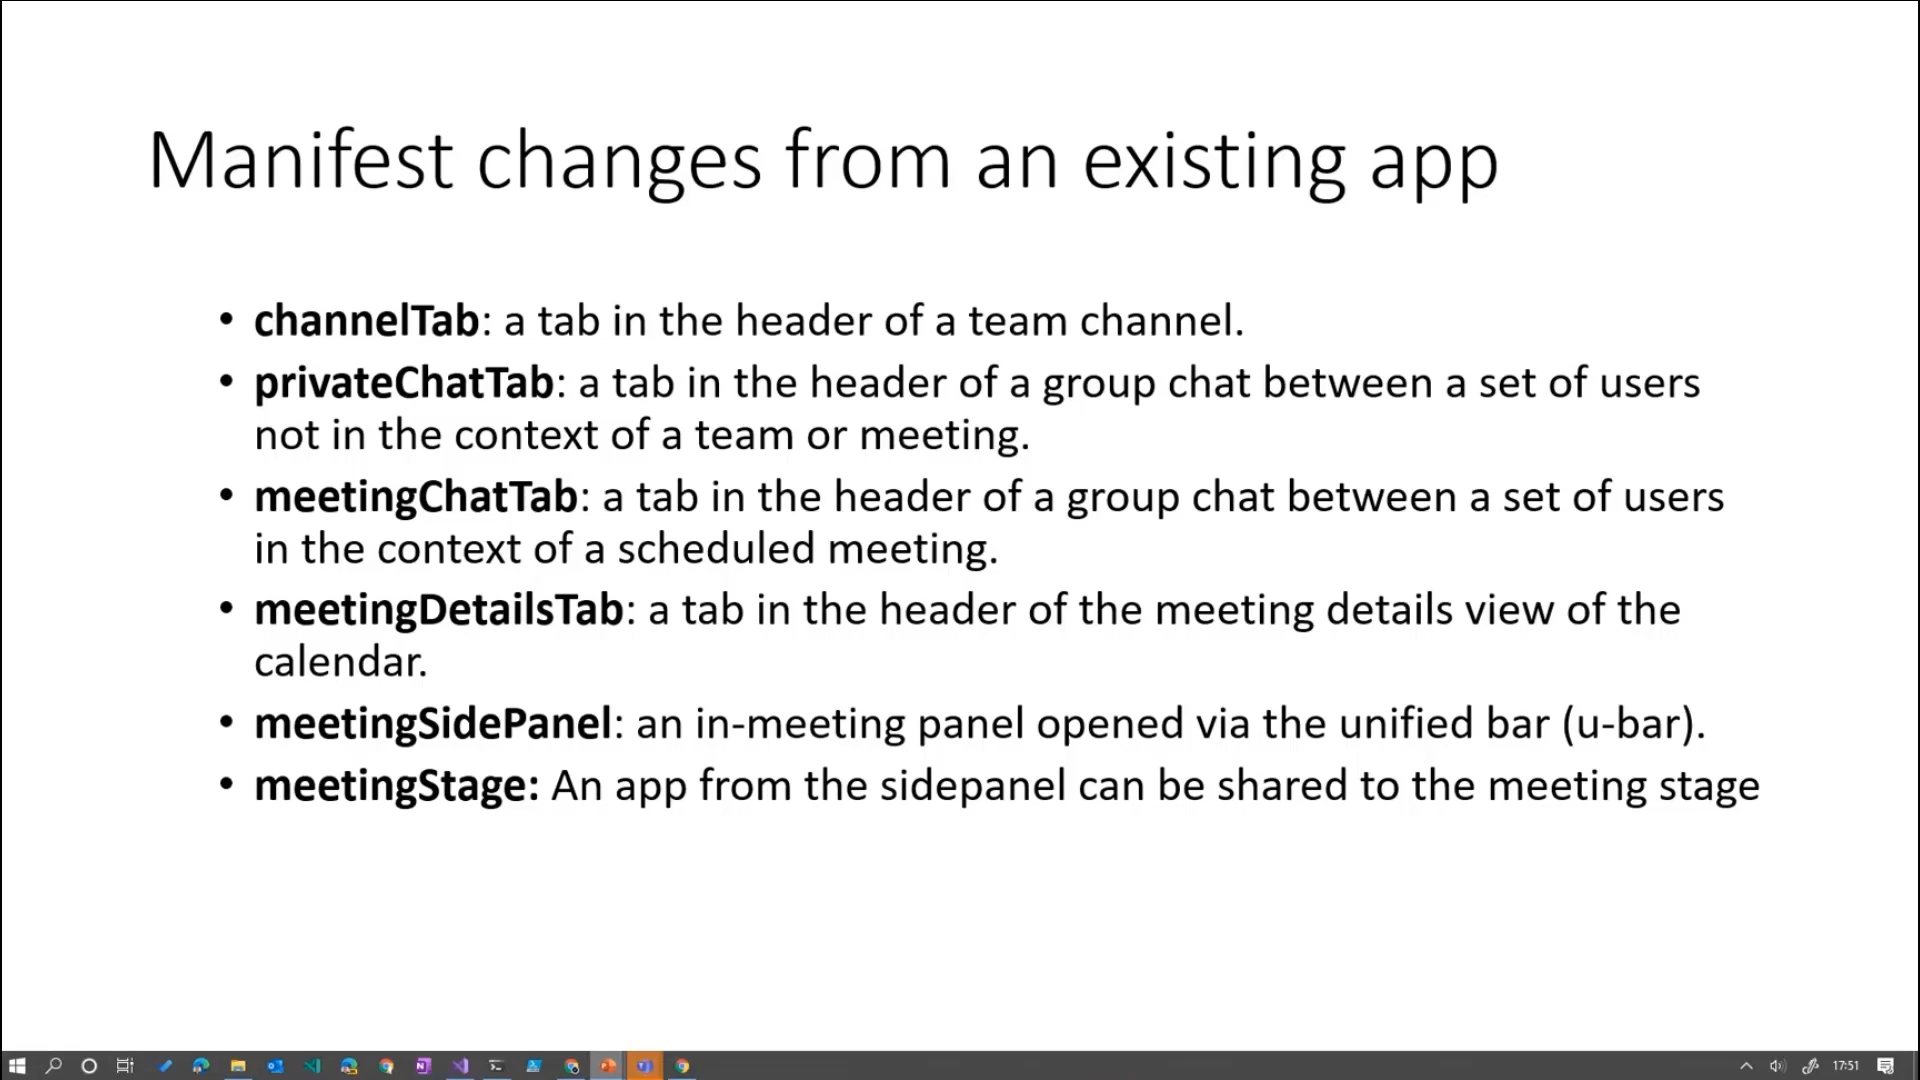 Manifest changes from an existing app
• channelTab: a tab in the header of a team channel.
• privateChatTab: a tab in the header of a group chat between a set of users
not in the context of a team or meeting.
• meetingChatTab: a tab in the header of a group chat between a set of users
in the context of a scheduled meeting.
• meetingDetailsTab: a tab in the header of the meeting details view of the
calendar.
• meetingSidePanel: an in-meeting panel opened via the unified bar (u-bar).
• meetingStage: An app from the sidepanel can be shared to the meeting stage
17:51